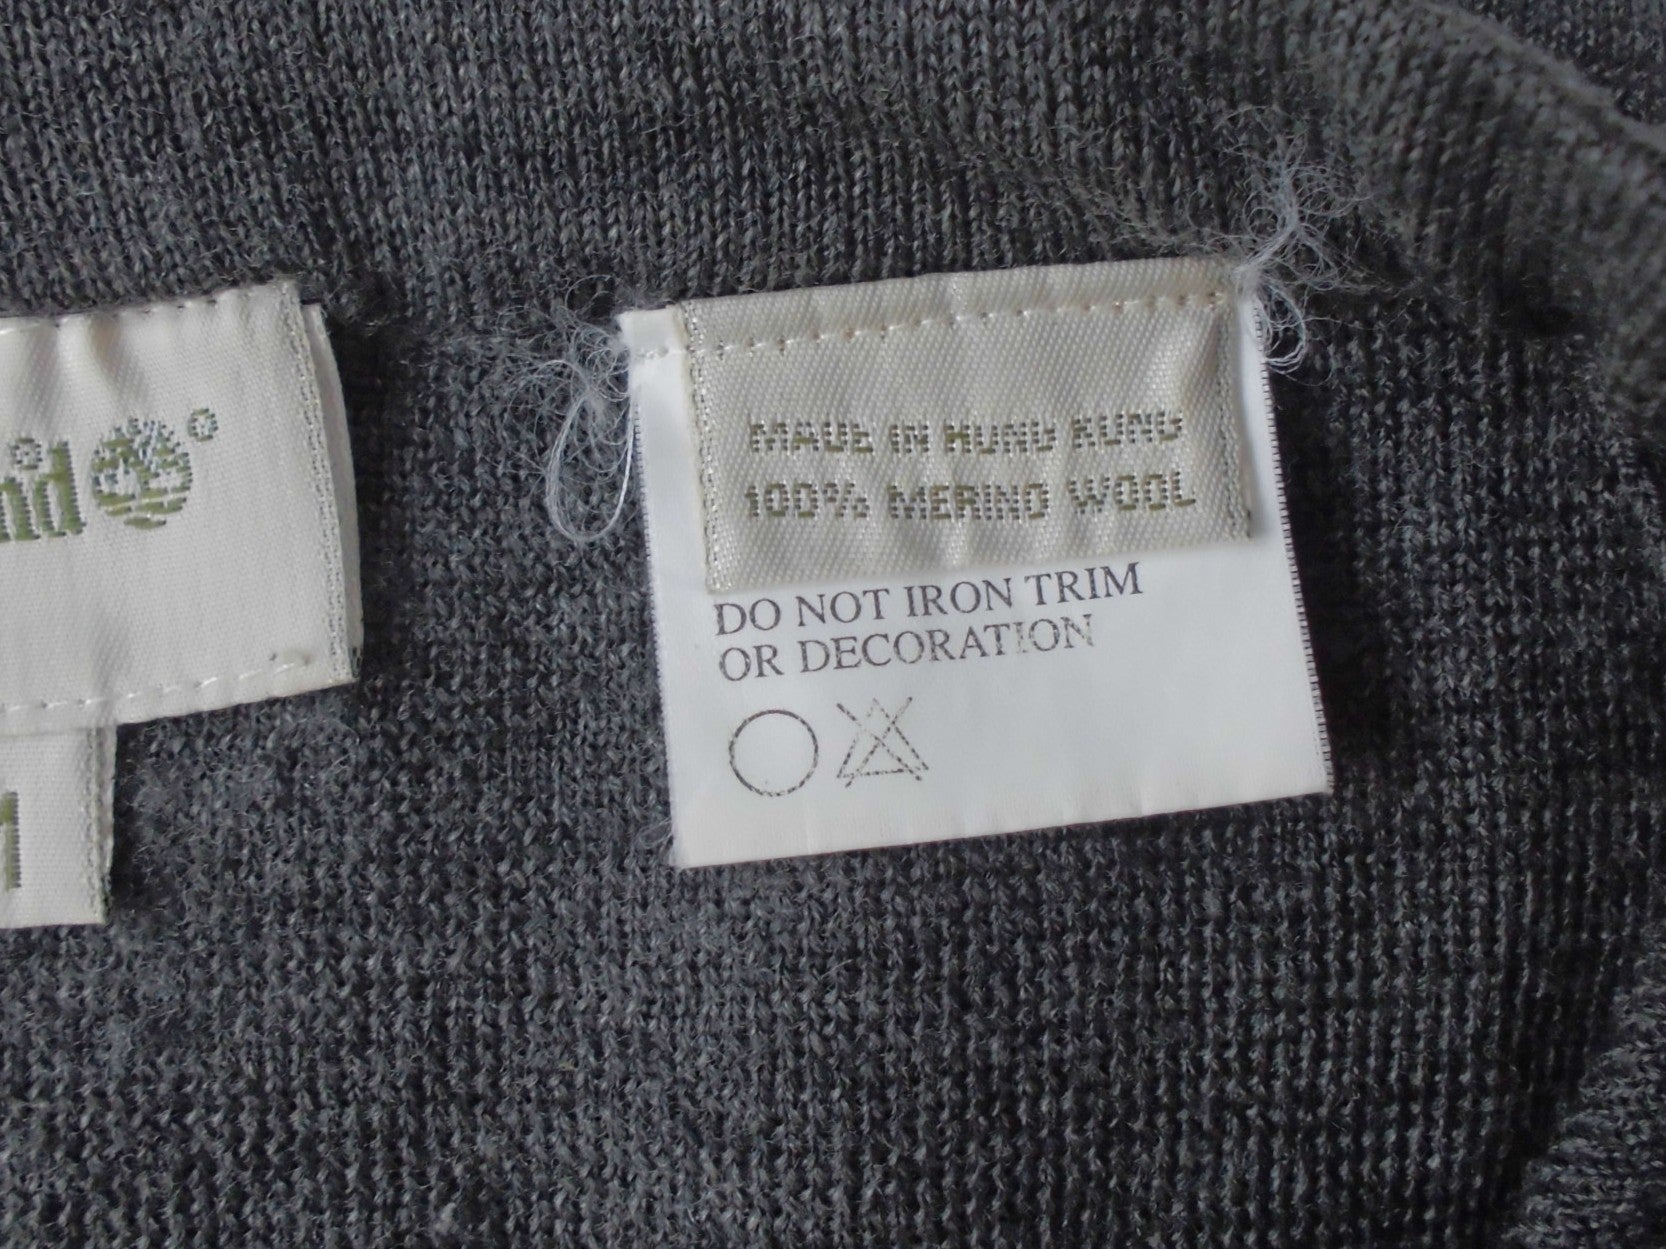 MADE IN HONG KONG
100% MERINO WOOL
DO NOT IRON TRIM
OR DECORATION